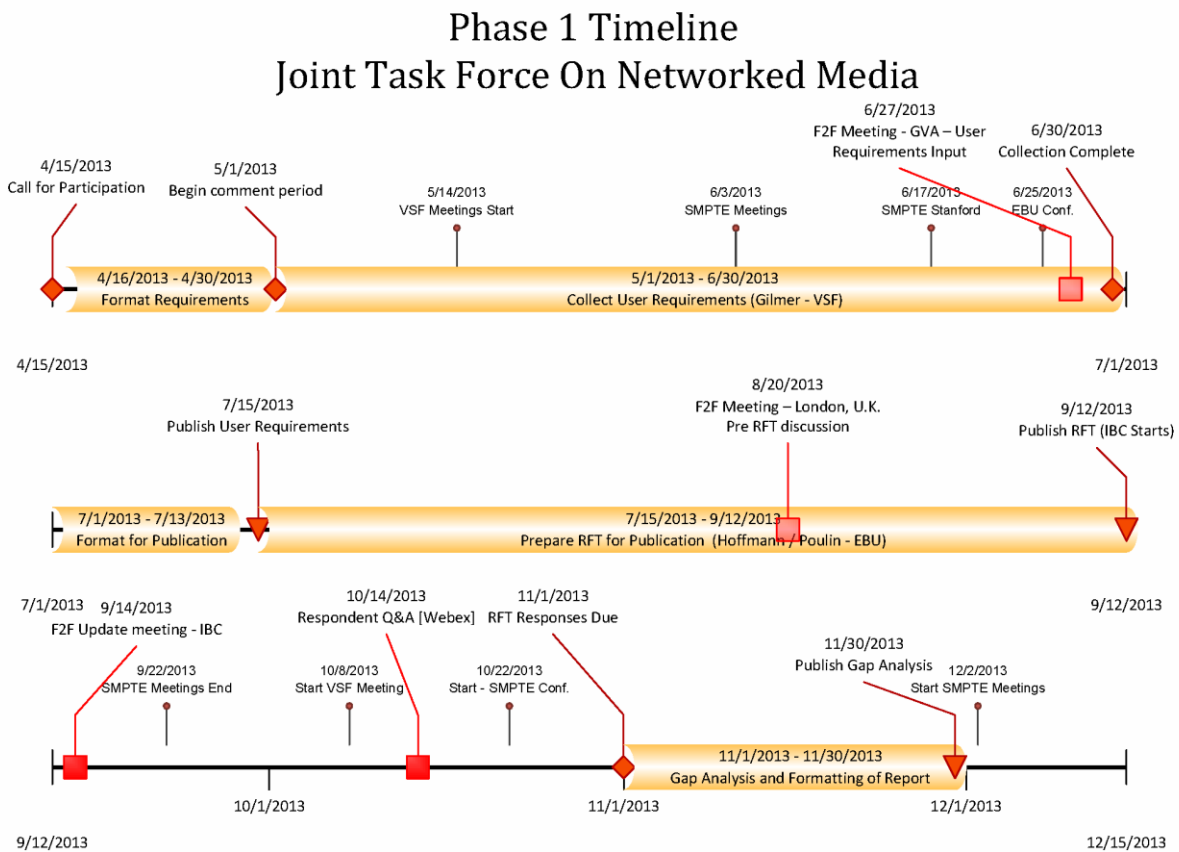 Phase 1 Timeline
Joint Task Force On Networked Media
6/27/2013
F2F Meeting - GVA – User
Requirements Input
6/30/2013
Collection Complete
4/15/2013
Call for Participation
5/1/2013
Begin comment period
5/14/2013
VSF Meetings Start
6/3/2013
SMPTE Meetings
6/17/2013
SMPTE Stanford
6/25/2013
EBU Conf.
4/16/2013 - 4/30/2013
Format Requirements
5/1/2013 - 6/30/2013
Collect User Requirements (Gilmer - VSF)
4/15/2013
7/1/2013
7/15/2013
Publish User Requirements
8/20/2013
F2F Meeting – London, U.K.
Pre RFT discussion
9/12/2013
Publish RFT (IBC Starts)
7/1/2013 - 7/13/2013
Format for Publication
7/15/2013 - 9/12/2013
Prepare RFT for Publication (Hoffmann / Poulin - EBU)
7/1/2013
9/12/2013
9/14/2013
F2F Update meeting - IBC
10/14/2013
Respondent Q&A [Webex]
11/1/2013
RFT Responses Due
11/30/2013
Publish Gap Analysis
9/22/2013
SMPTE Meetings End
10/8/2013
Start VSF Meeting
10/22/2013
Start - SMPTE Conf.
12/2/2013
Start SMPTE Meetings
11/1/2013 - 11/30/2013
Gap Analysis and Formatting of Report
10/1/2013
11/1/2013
12/1/2013
9/12/2013
12/15/2013